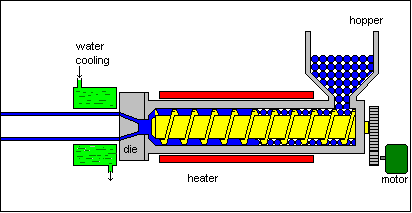 hopper
water
cooling
die
heater
motor